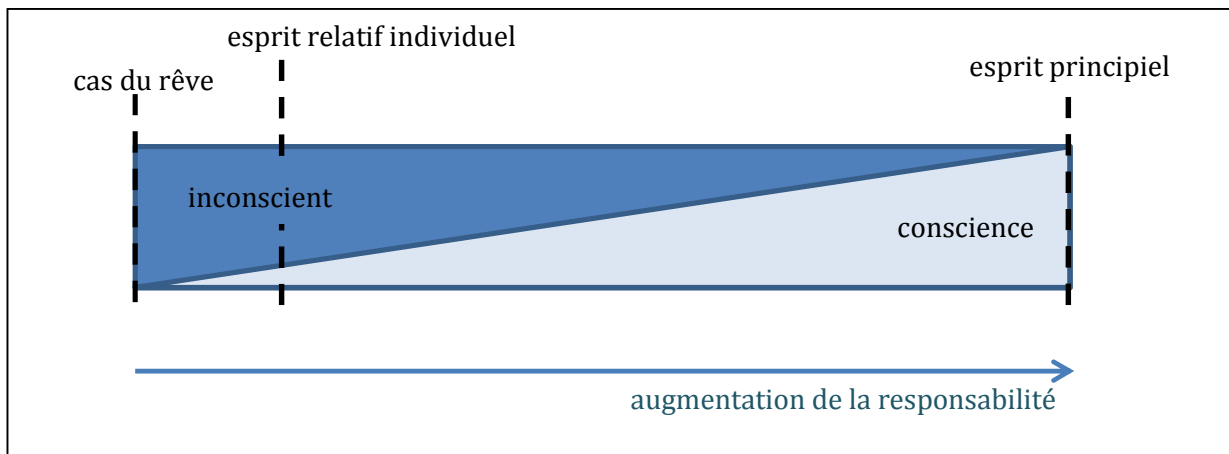 esprit relatif individuel
cas du rêve
esprit principiel
inconscient
conscience
augmentation de la responsabilité